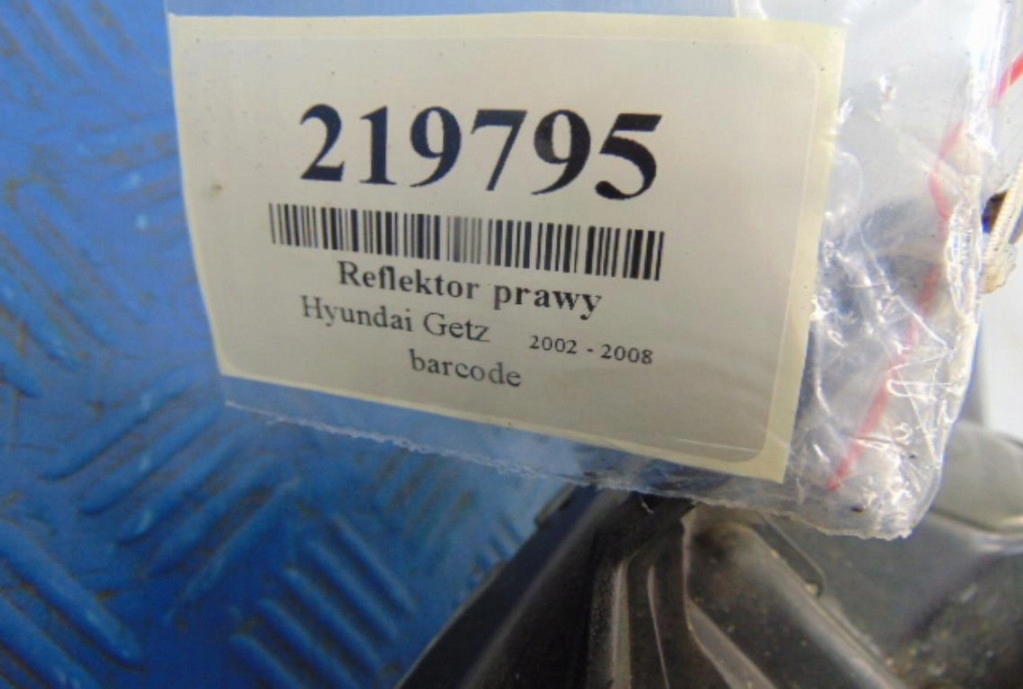 219795
Reflektor prawy
Hyundai Getz 2002 - 2008
barcode